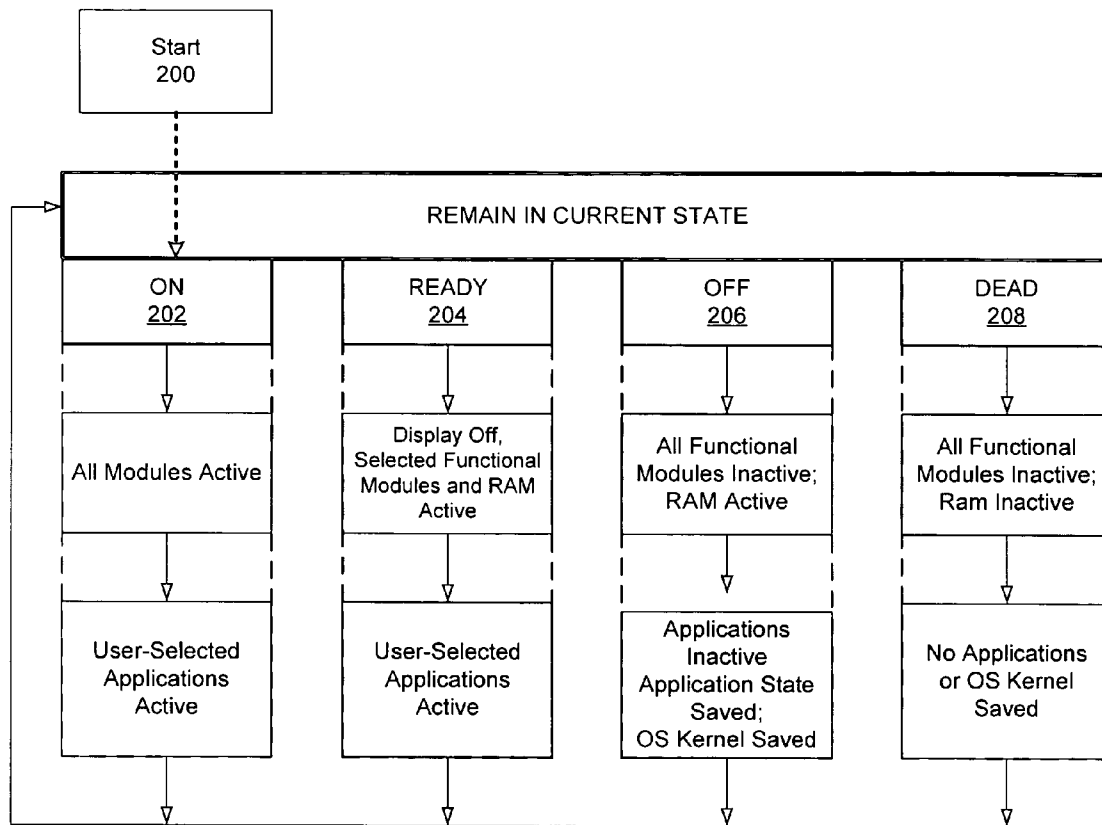 Start
200
REMAIN IN CURRENT STATE
ON
202
READY
204
OFF
206
DEAD
208
All Modules Active
Display Off,
Selected Functional
Modules and RAM
Active
All Functional
Modules Inactive;
RAM Active
All Functional
Modules Inactive;
Ram Inactive
User-Selected
Applications
Active
User-Selected
Applications
Active
Applications
Inactive
Application State
Saved;
OS Kernel Saved
No Applications
or OS Kernel
Saved